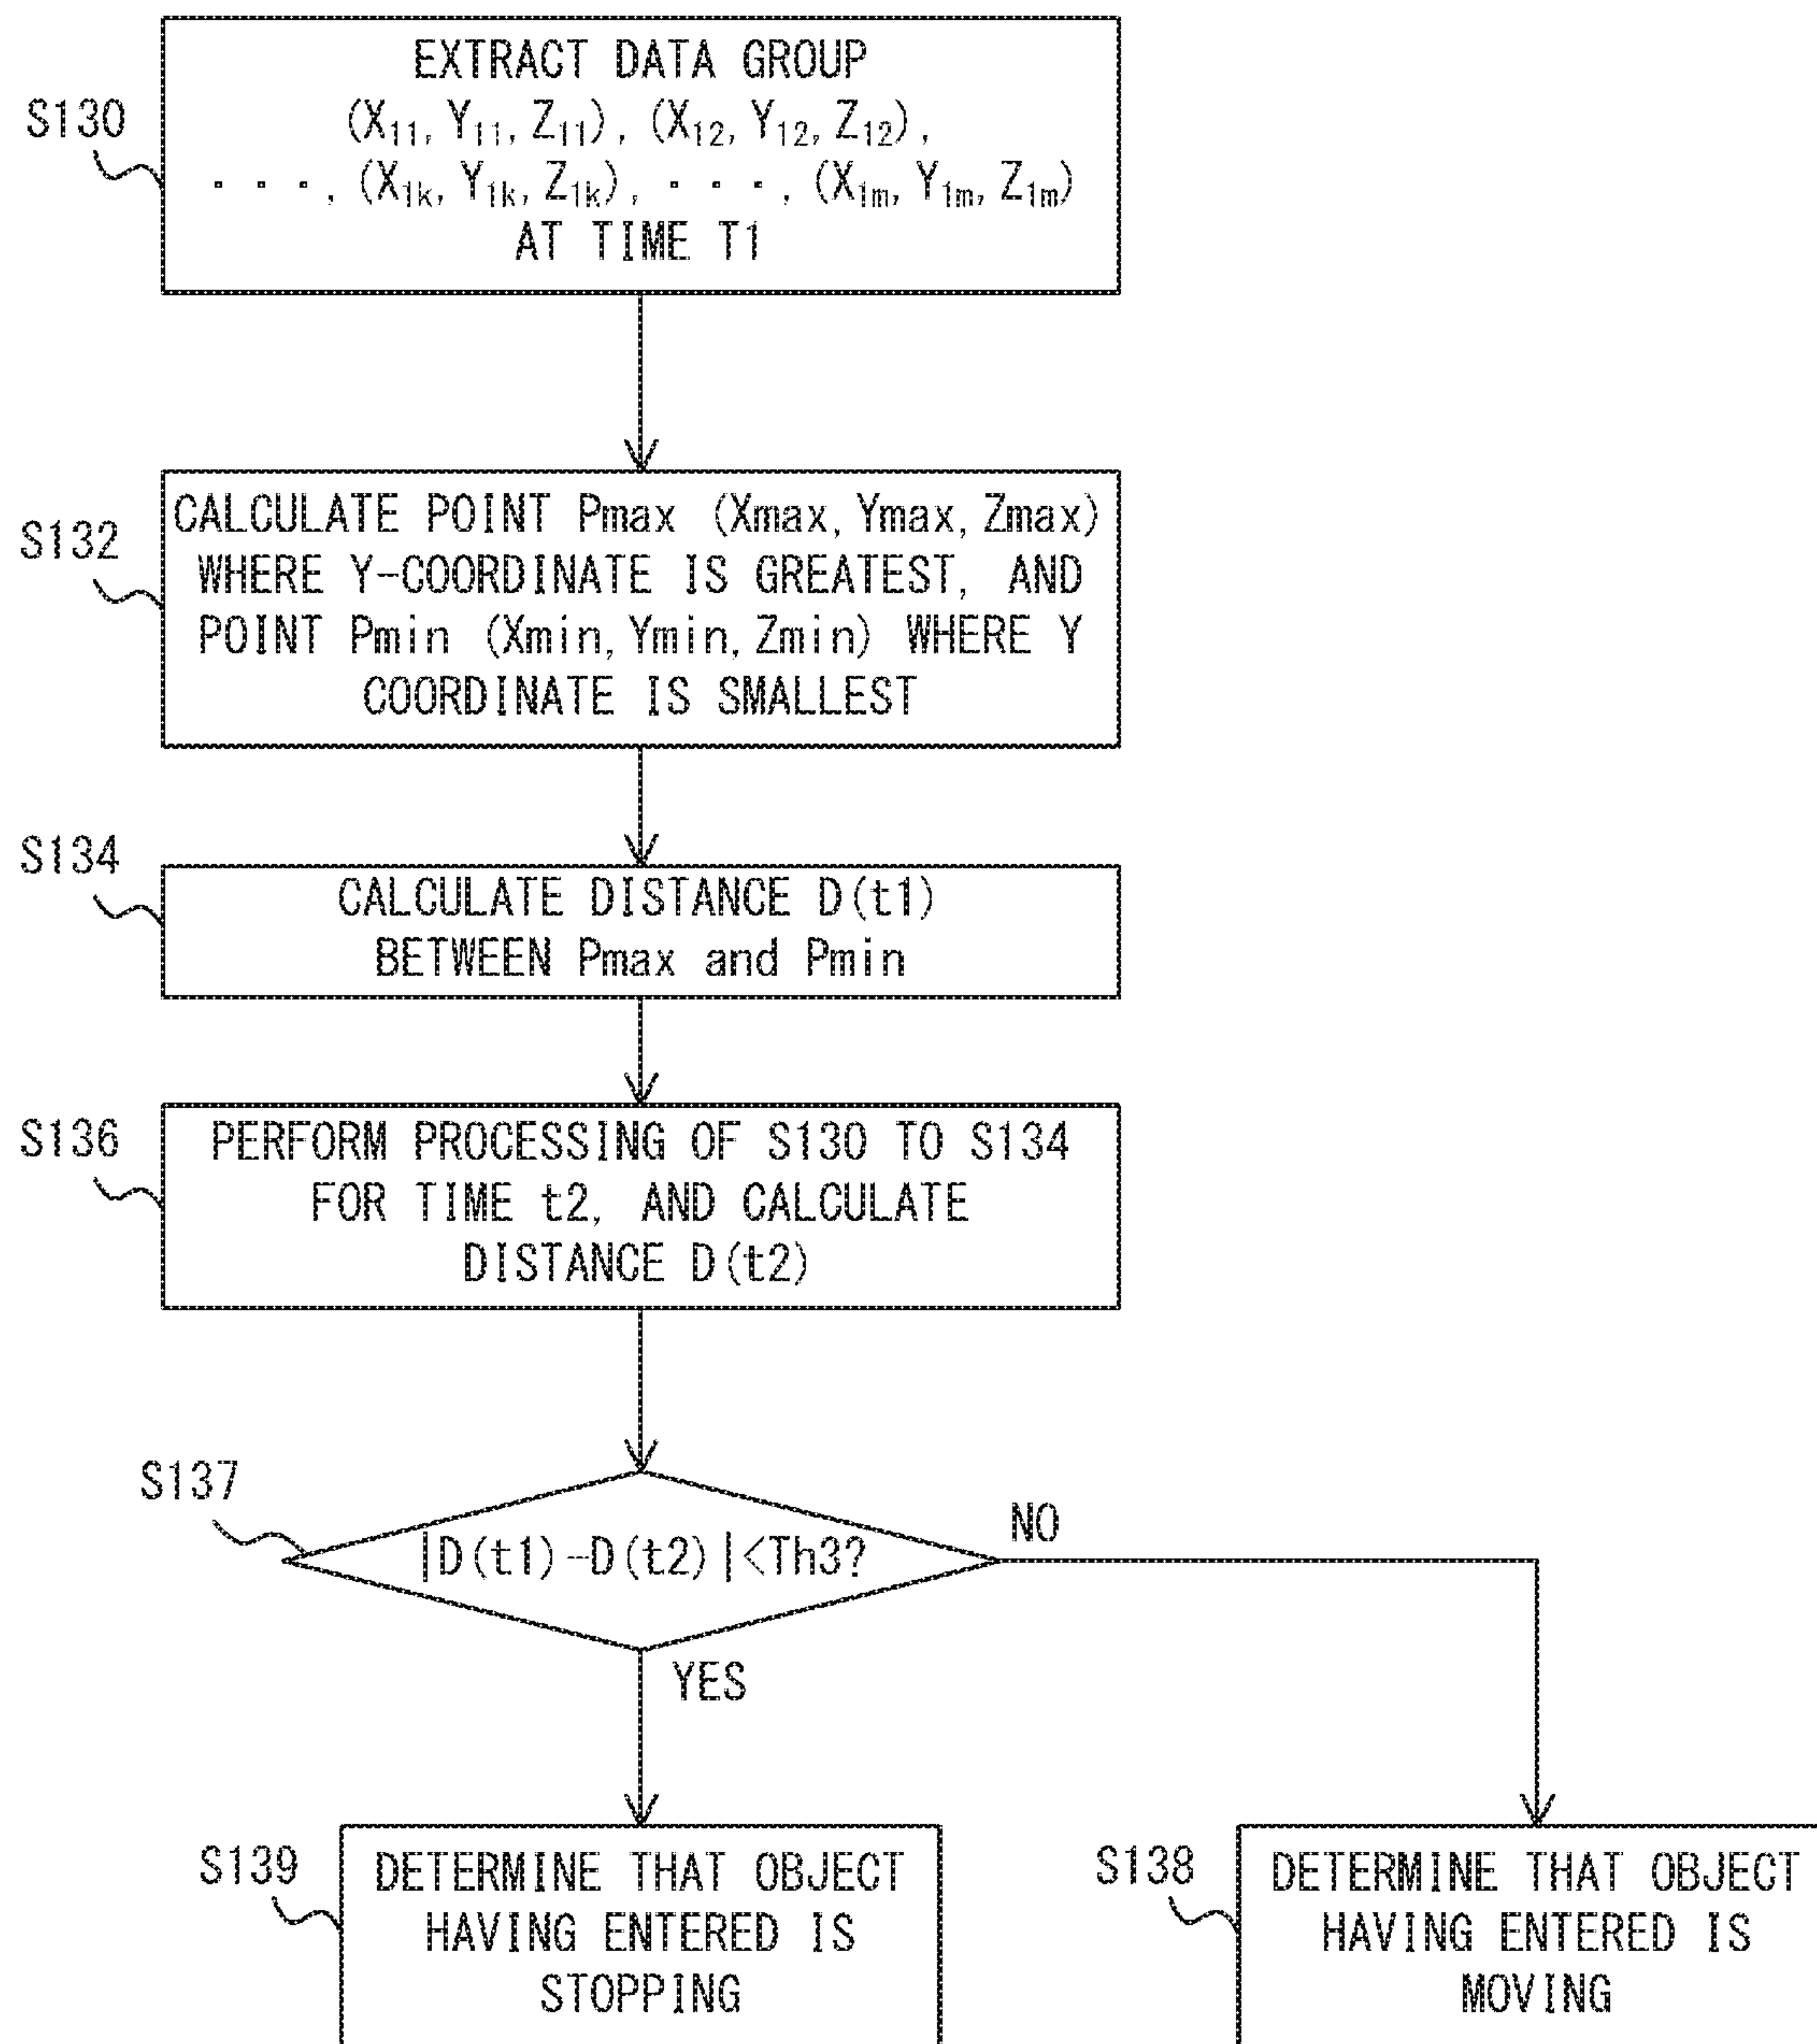 S130
EXTRACT DATA GROUP
(X11, Y11, Z11), (X12, Y12, Z12),
・・・, (X1k, Y1k, Z1k), ・・・, (X1m, Y1m, Z1m)
AT TIME T1
S132
CALCULATE POINT Pmax (Xmax, Ymax, Zmax)
WHERE Y-COORDINATE IS GREATEST, AND
POINT Pmin (Xmin, Ymin, Zmin) WHERE Y
COORDINATE IS SMALLEST
S134
CALCULATE DISTANCE D(t1)
BETWEEN Pmax and Pmin
S136
PERFORM PROCESSING OF S130 TO S134
FOR TIME t2, AND CALCULATE
DISTANCE D(t2)
S137
|D(t1)-D(t2)|<Th3?
NO
YES
S139
DETERMINE THAT OBJECT
HAVING ENTERED IS
STOPPING
S138
DETERMINE THAT OBJECT
HAVING ENTERED IS
MOVING